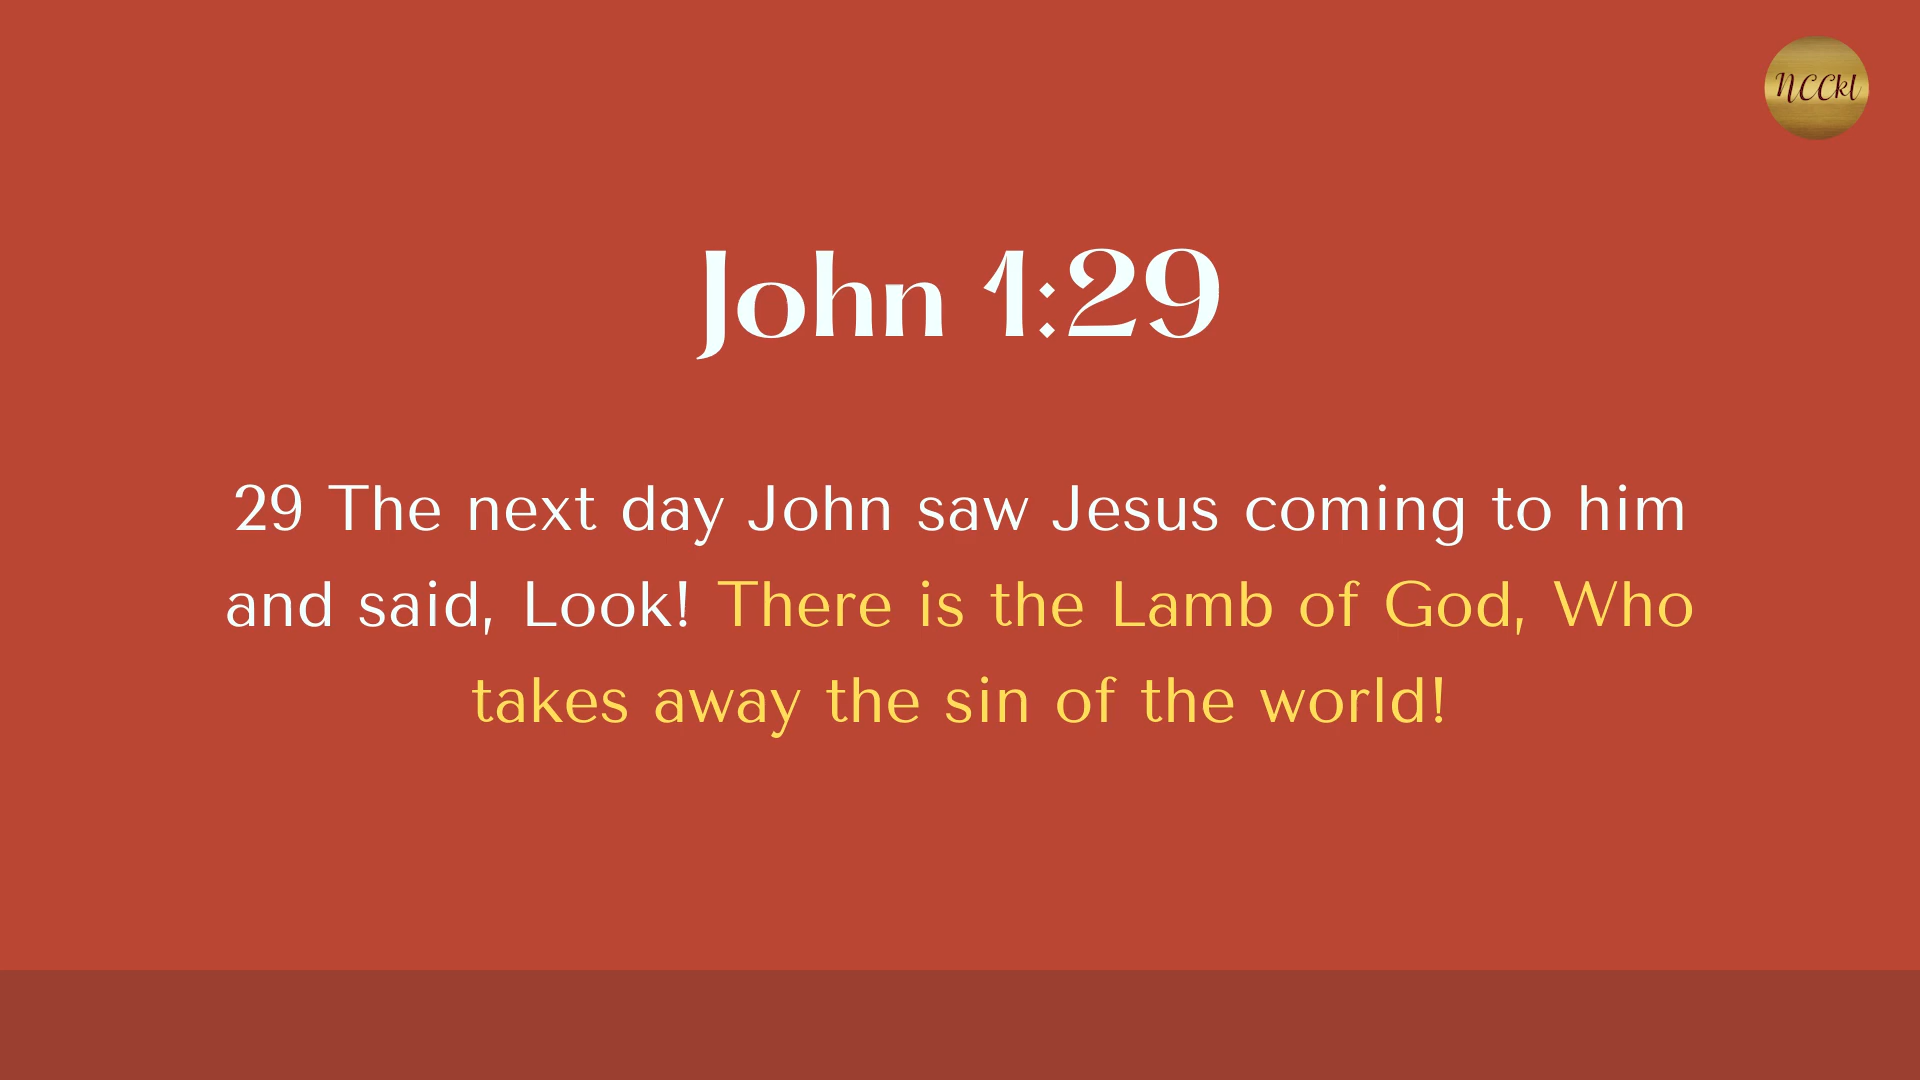 NCCkl
John 1:29
29 The next day John saw Jesus coming to him
and said, Look! There is the Lamb of God, Who
takes away the sin of the world!